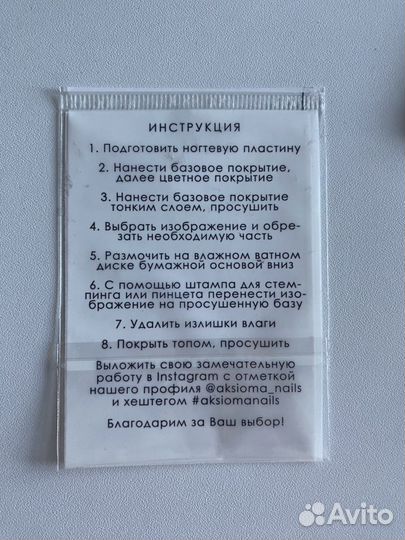 ИНСТРУКЦИЯ
1. Подготовить ногтевую пластину
2. Нанести базовое покрытие,
далее цветное покрытие
3. Нанести базовое покрытие
тонким слоем, просушить
4. Выбрать изображение и обре-
зать необходимую часть
5. Размочить на влажном ватном
диске бумажной основой вниз
6. С помощью штампа для стем-
пинга или пинцета перенести изо-
бражение на просушенную базу
7. Удалить излишки влаги
8. Покрыть топом, просушить
Выложить свою замечательную
работу в Instagram с отметкой
нашего профиля @aksioma_nails
и хештегом #aksiomanails
Благодарим за Ваш выбор!
Avito